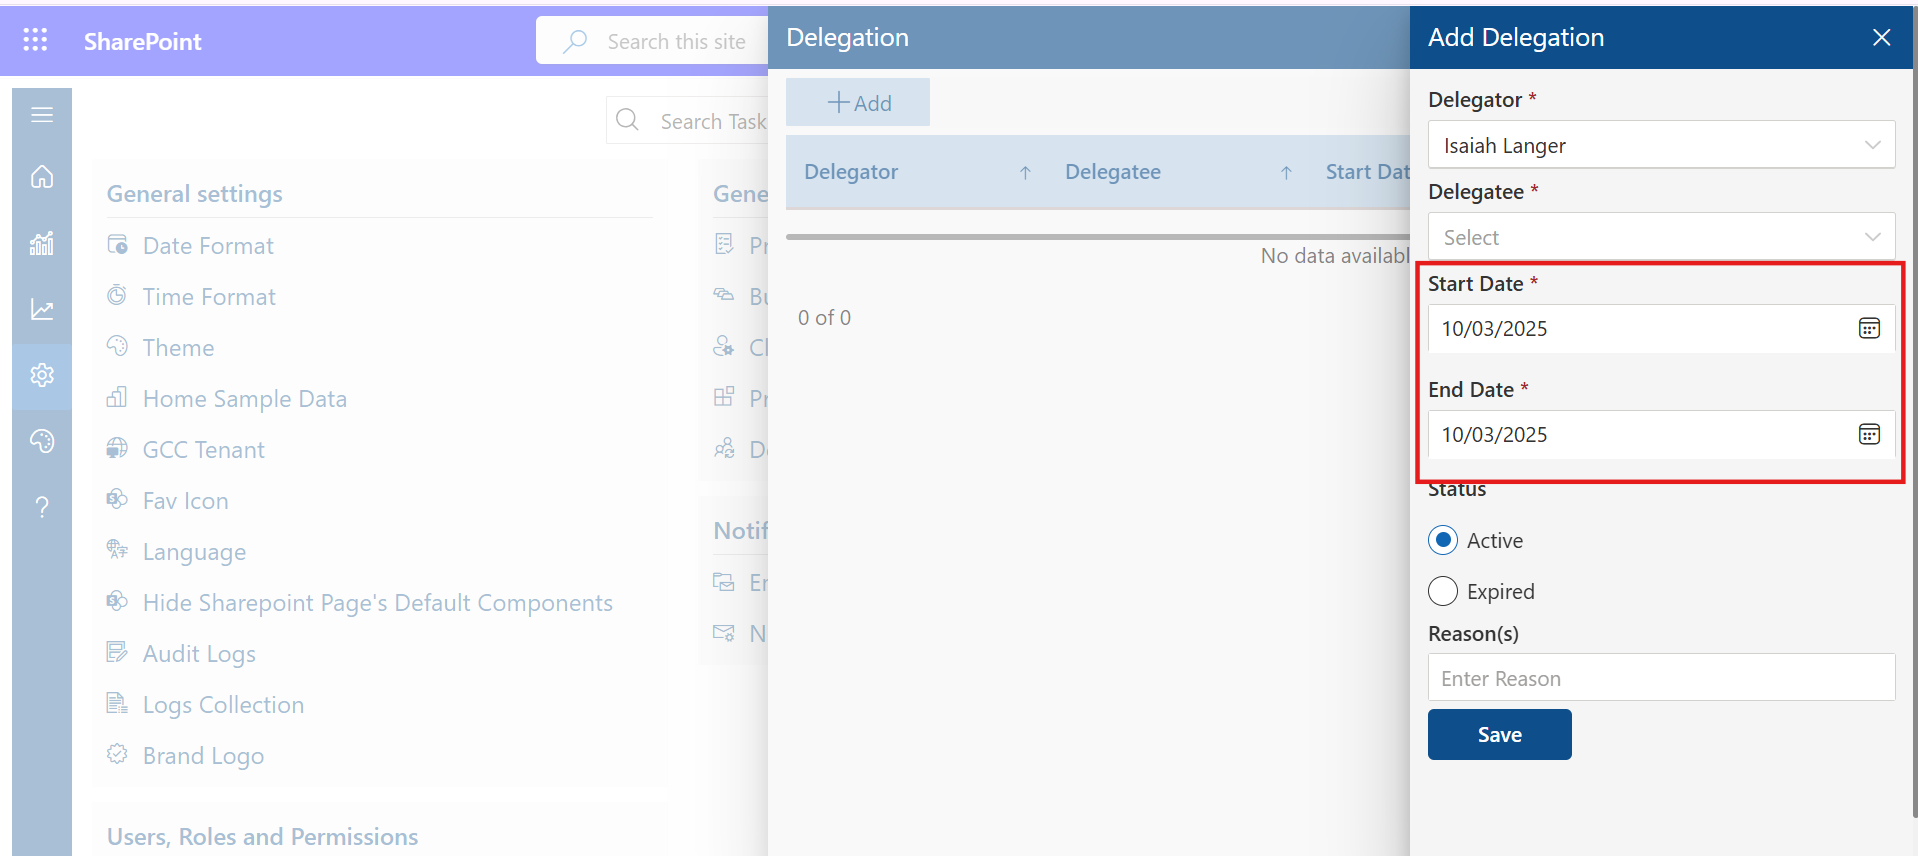 SharePoint
Search this site
Search Task
General settings
Date Format
Time Format
Theme
Home Sample Data
GCC Tenant
Fav Icon
Language
Hide Sharepoint Page's Default Components
Audit Logs
Logs Collection
Brand Logo
Users, Roles and Permissions
Gene
Pr
Bu
Pr
Notif
Delegation
Add
Delegator
Delegatee
Start Dat
No data availabl
0 of 0
Add Delegation
Delegator *
Isaiah Langer
Delegatee *
Select
Start Date *
10/03/2025
End Date *
10/03/2025
Status
Active
Expired
Reason(s)
Enter Reason
Save